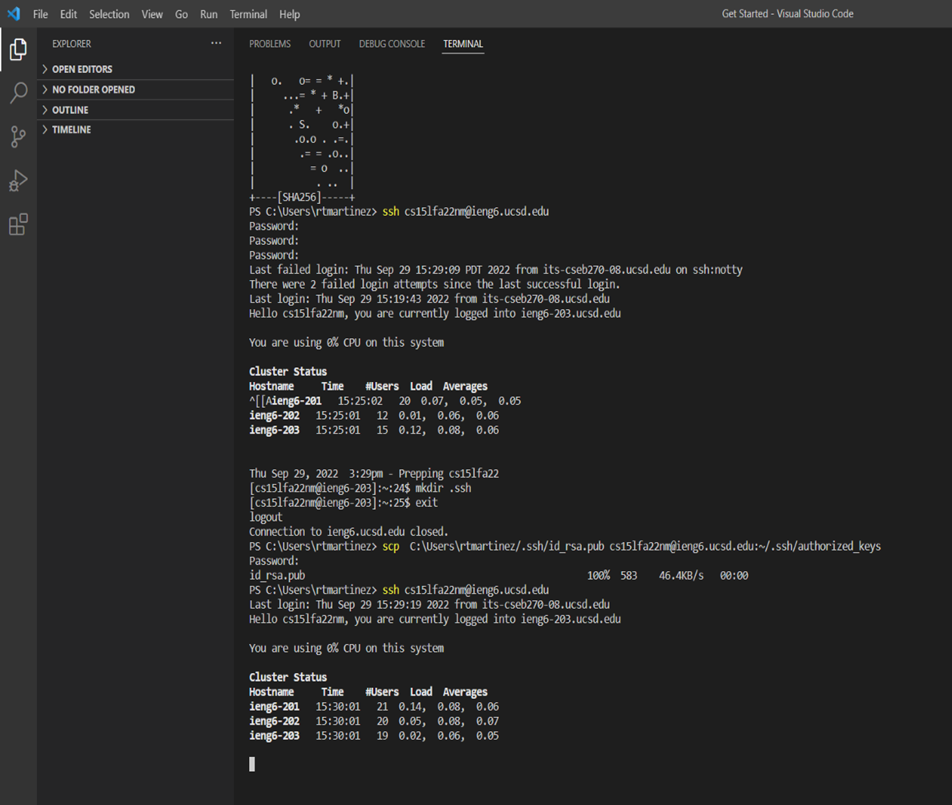 File Edit Selection View Go Run Terminal Help Get Started - Visual Studio Code
EXPLORER ···
OPEN EDITORS
NO FOLDER OPENED
OUTLINE
TIMELINE
PROBLEMS OUTPUT DEBUG CONSOLE TERMINAL
|  o.   o= = * +.|
|    ...= * + B.+|
|     .*   +   *o|
|     . S.    o.+|
|      .o.o . .=.|
|       .= = .o..|
|        = o  ..|
|         . ..  |
+----[SHA256]-----+
PS C:\Users\rtmartinez> ssh cs15lfa22nm@ieng6.ucsd.edu
Password:
Password:
Password:
Last failed login: Thu Sep 29 15:29:09 PDT 2022 from its-cseb270-08.ucsd.edu on ssh:notty
There were 2 failed login attempts since the last successful login.
Last login: Thu Sep 29 15:19:43 2022 from its-cseb270-08.ucsd.edu
Hello cs15lfa22nm, you are currently logged into ieng6-203.ucsd.edu
You are using 0% CPU on this system
Cluster Status
Hostname     Time    #Users  Load  Averages
^[[Aieng6-201   15:25:02   20  0.07,  0.05,  0.05
ieng6-202   15:25:01   12  0.01,  0.06,  0.06
ieng6-203   15:25:01   15  0.12,  0.08,  0.06
Thu Sep 29, 2022  3:29pm - Prepping cs15lfa22
[cs15lfa22nm@ieng6-203]:~:24$ mkdir .ssh
[cs15lfa22nm@ieng6-203]:~:25$ exit
logout
Connection to ieng6.ucsd.edu closed.
PS C:\Users\rtmartinez> scp  C:\Users\rtmartinez/.ssh/id_rsa.pub cs15lfa22nm@ieng6.ucsd.edu:~/.ssh/authorized_keys
Password:
id_rsa.pub 100%  583    46.4KB/s   00:00
PS C:\Users\rtmartinez> ssh cs15lfa22nm@ieng6.ucsd.edu
Last login: Thu Sep 29 15:29:19 2022 from its-cseb270-08.ucsd.edu
Hello cs15lfa22nm, you are currently logged into ieng6-203.ucsd.edu
You are using 0% CPU on this system
Cluster Status
Hostname     Time    #Users  Load  Averages
ieng6-201   15:30:01   21  0.14,  0.08,  0.06
ieng6-202   15:30:01   20  0.05,  0.08,  0.07
ieng6-203   15:30:01   19  0.02,  0.06,  0.05